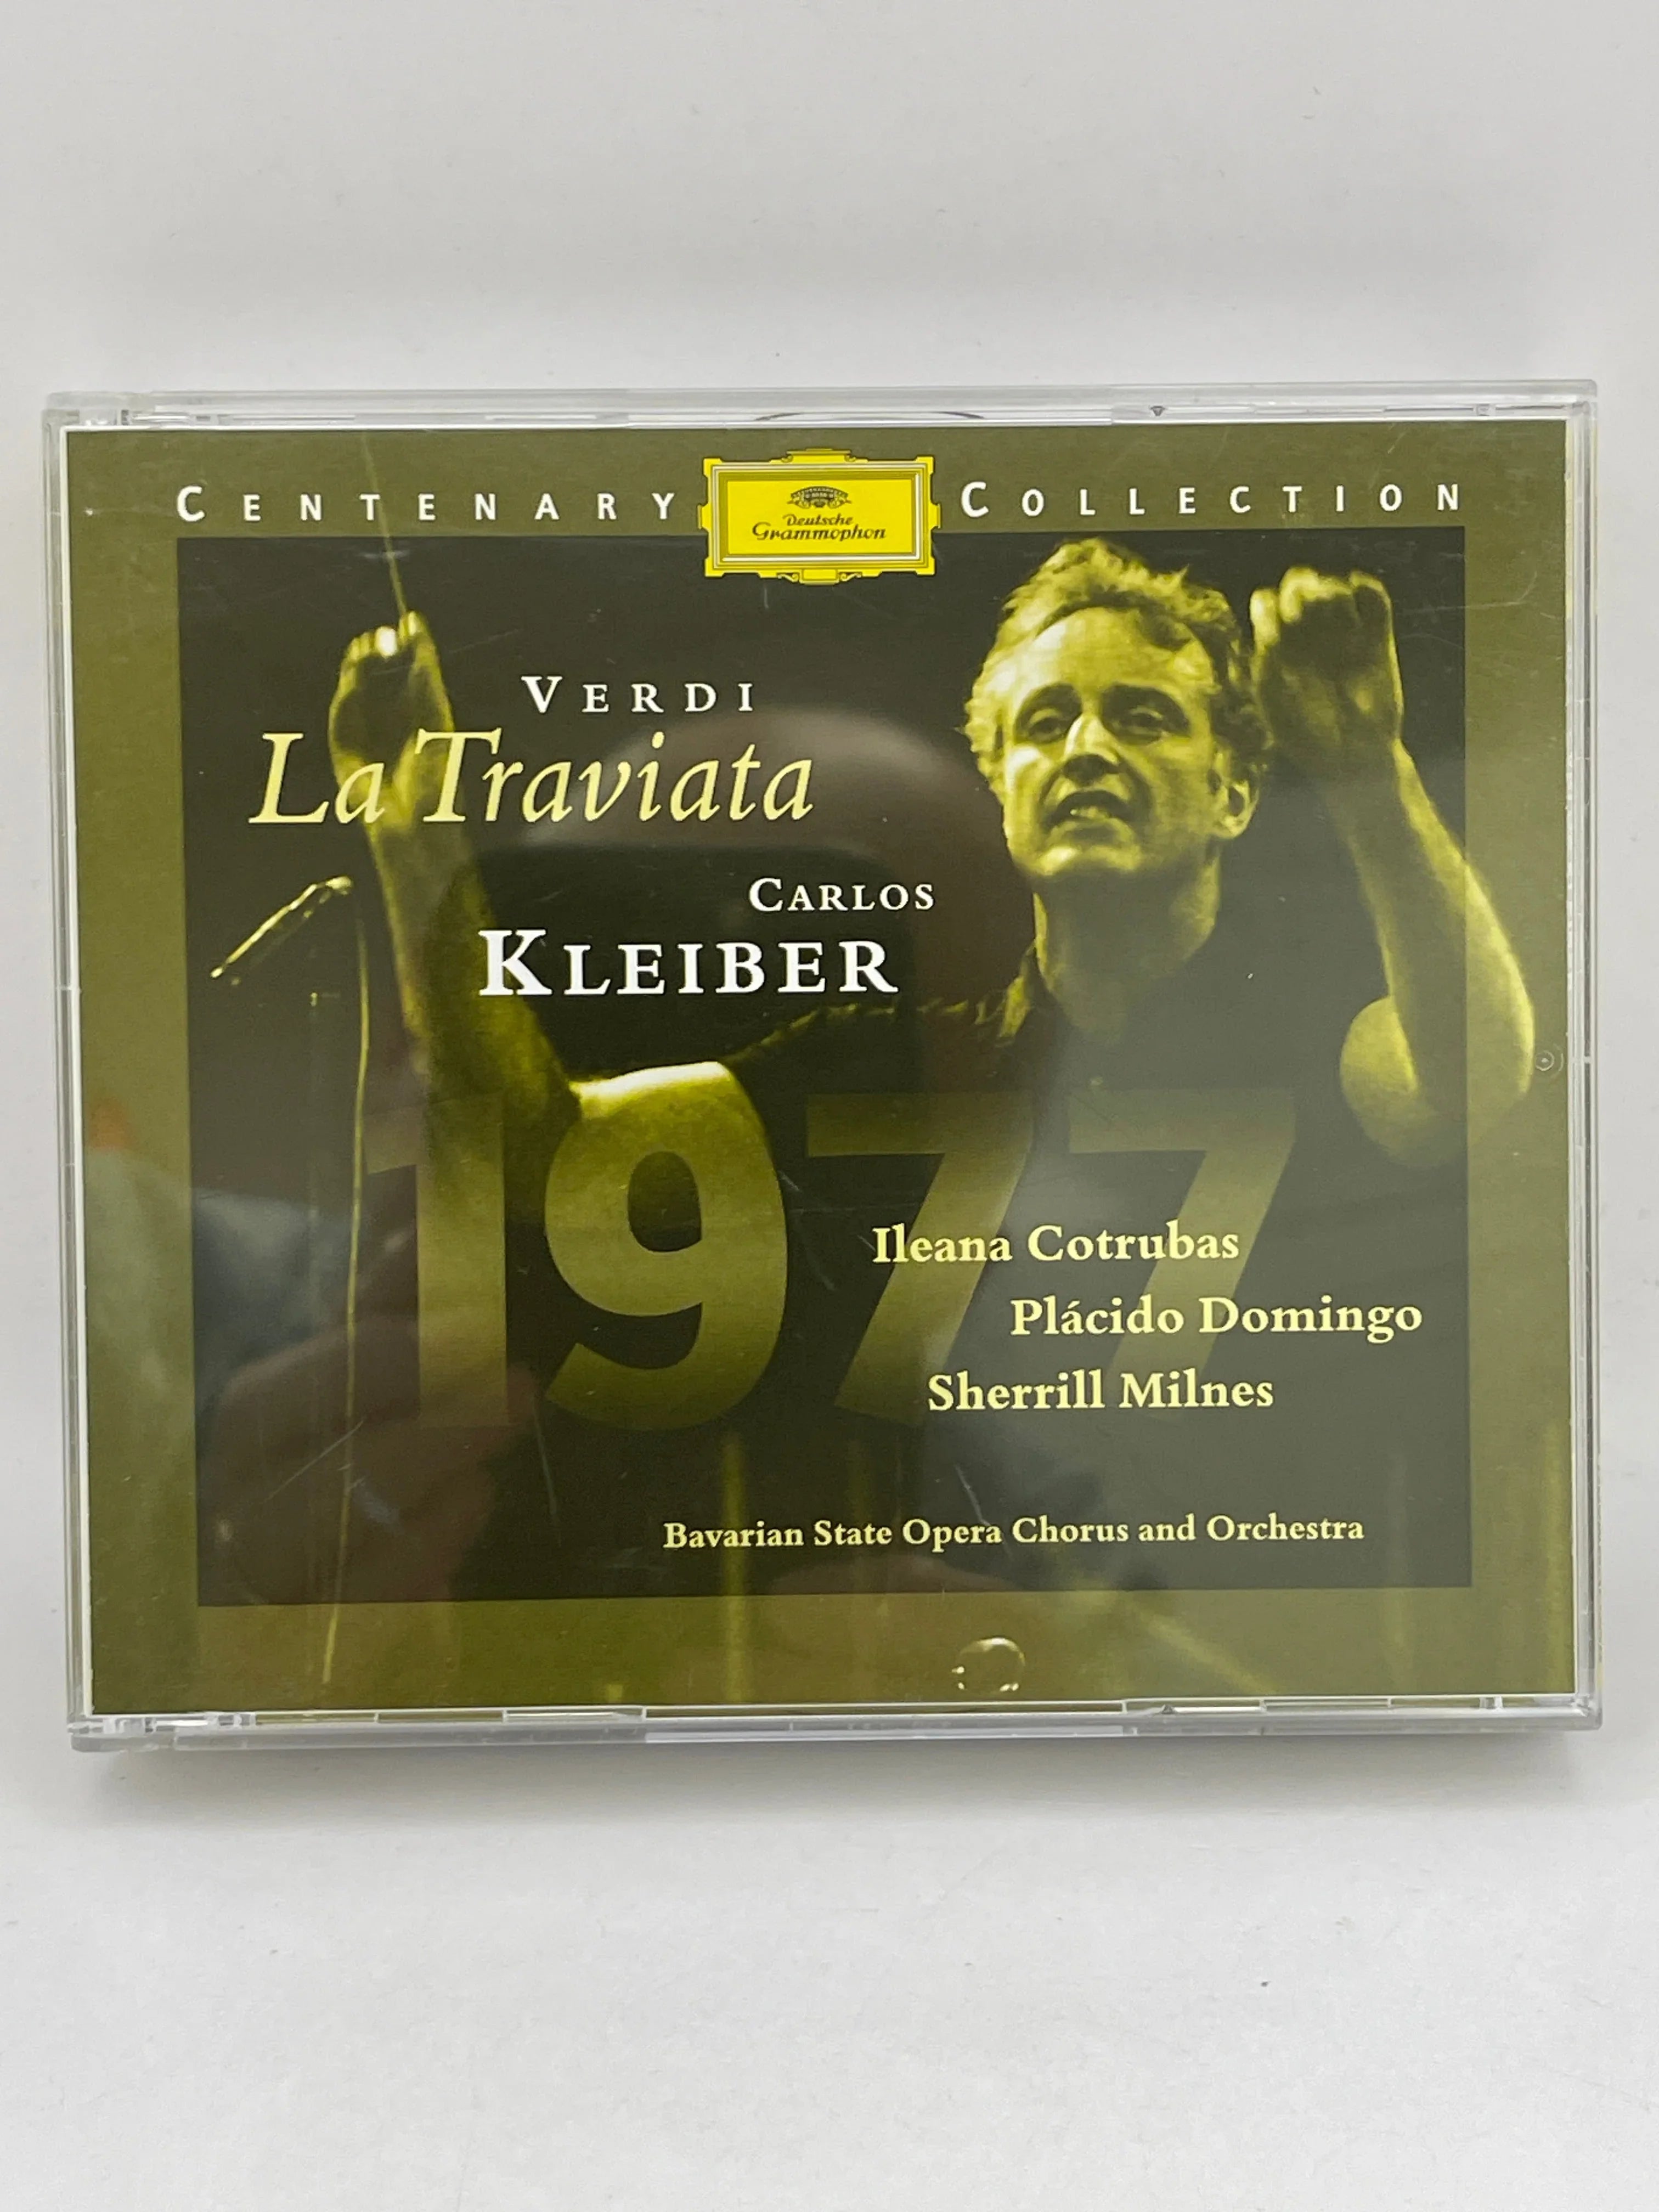 CENTENARY COLLECTION
Deutsche
Grammophon
VERDI
La Traviata
CARLOS
KLEIBER
1977
Ileana Cotrubas
Plácido Domingo
Sherrill Milnes
Bavarian State Opera Chorus and Orchestra